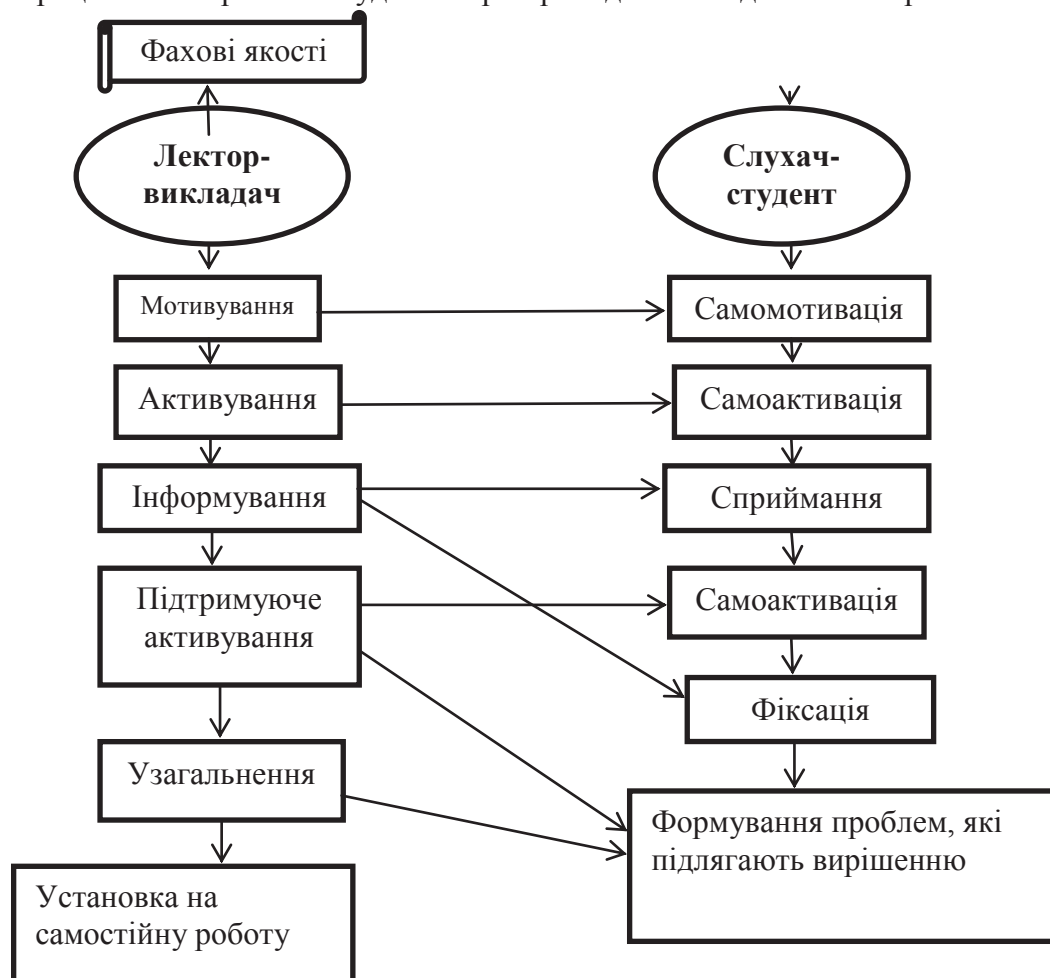 Фахові якості
Лектор-
викладач
Слухач-
студент
Мотивування
Самомотивація
Активування
Самоактивація
Інформування
Сприймання
Підтримуюче
активування
Самоактивація
Фіксація
Узагальнення
Формування проблем, які
підлягають вирішенню
Установка на
самостійну роботу